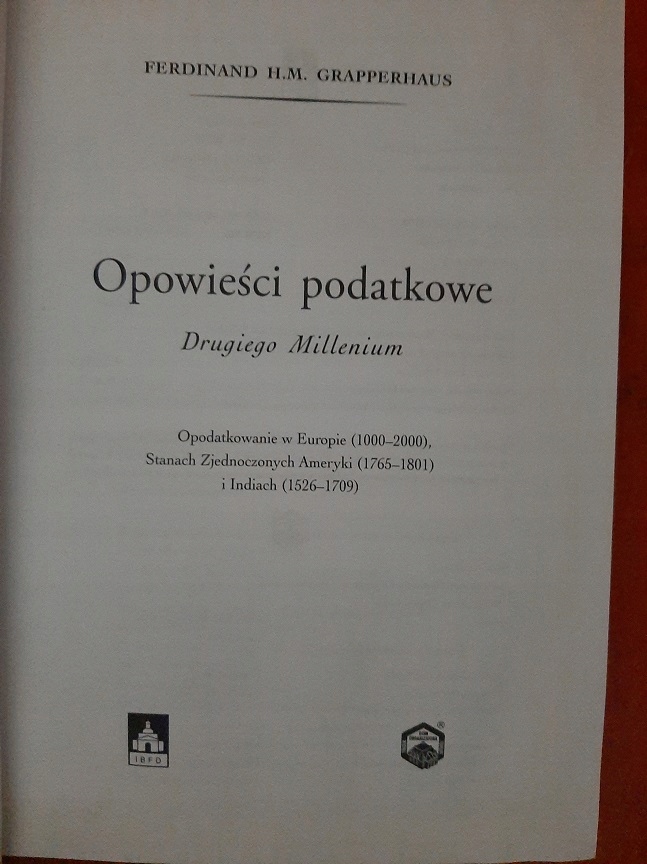 FERDINAND H.M. GRAPPERHAUS
Opowieści podatkowe
Drugiego Millenium
Opodatkowanie w Europie (1000–2000),
Stanach Zjednoczonych Ameryki (1765–1801)
i Indiach (1526–1709)
IBFD
®